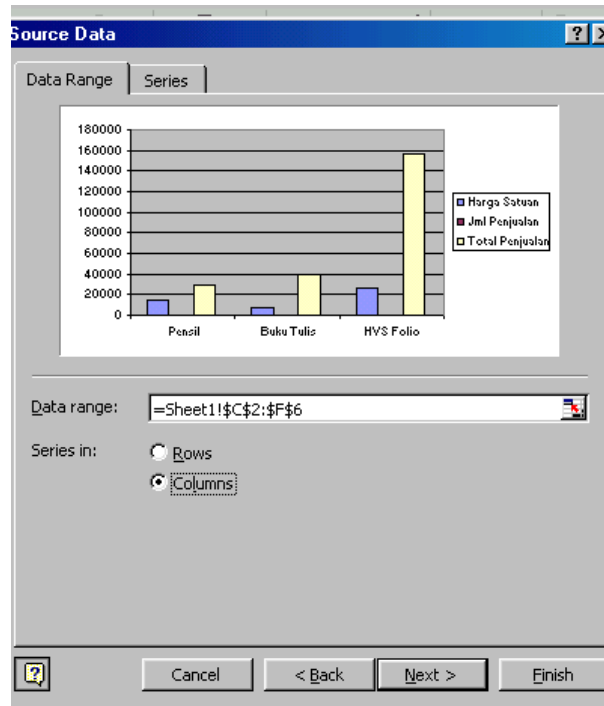 Source Data
Data Range Series
180000
160000
140000
120000
100000
80000
60000
40000
20000
0
Pensil Buku Tulis HVS Folio
Harga Satuan
Jml Penjualan
Total Penjualan
Data range: =Sheet1!$C$2:$F$6
Series in: Rows
Columns
Cancel < Back Next > Finish